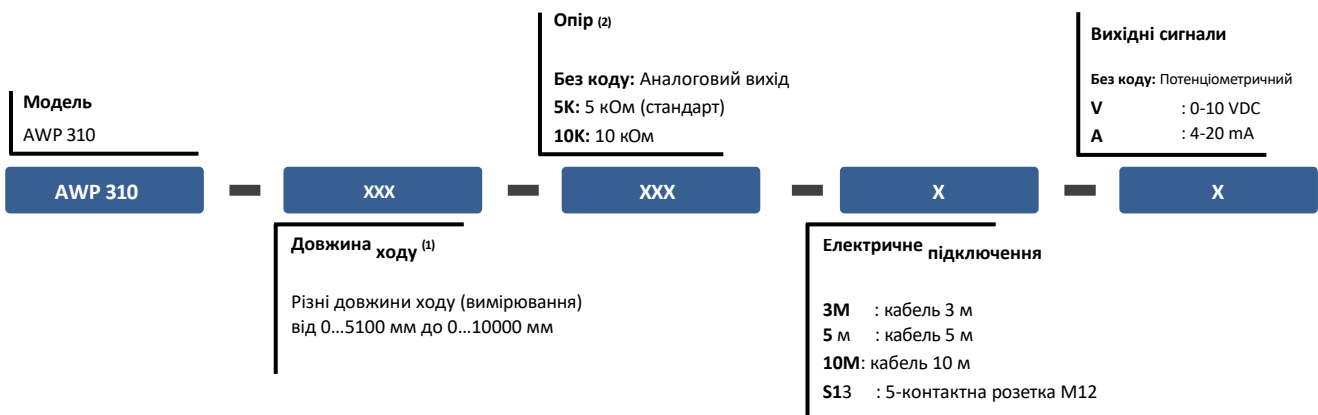 Опір (2)
Без коду: Аналоговий вихід
5K: 5 кОм (стандарт)
10K: 10 кОм
Вихідні сигнали
Без коду: Потенціометричний
V : 0-10 VDC
A : 4-20 mA
Модель
AWP 310
AWP 310 – XXX – XXX – X – X
Довжина ходу (1)
Різні довжини ходу (вимірювання)
від 0...5100 мм до 0...10000 мм
Електричне підключення
3M : кабель 3 м
5 м : кабель 5 м
10M: кабель 10 м
S13 : 5-контактна розетка M12